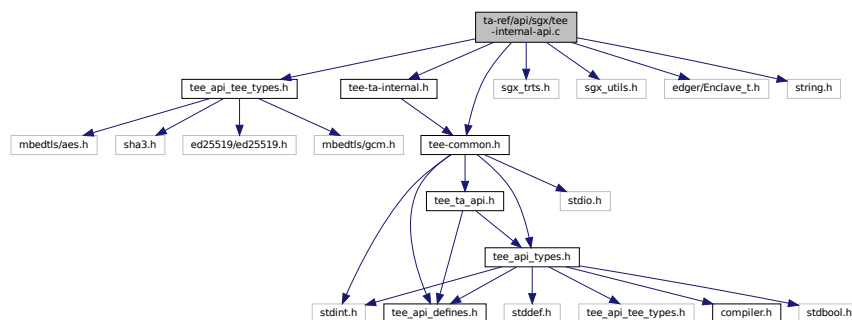 ta-ref/api/sgx/tee
-internal-api.c
tee_api_tee_types.h
tee-ta-internal.h
sgx_trts.h
sgx_utils.h
edger/Enclave_t.h
string.h
mbedtls/aes.h
sha3.h
ed25519/ed25519.h
mbedtls/gcm.h
tee-common.h
tee_ta_api.h
stdio.h
tee_api_types.h
stdint.h
tee_api_defines.h
stddef.h
tee_api_tee_types.h
compiler.h
stdbool.h